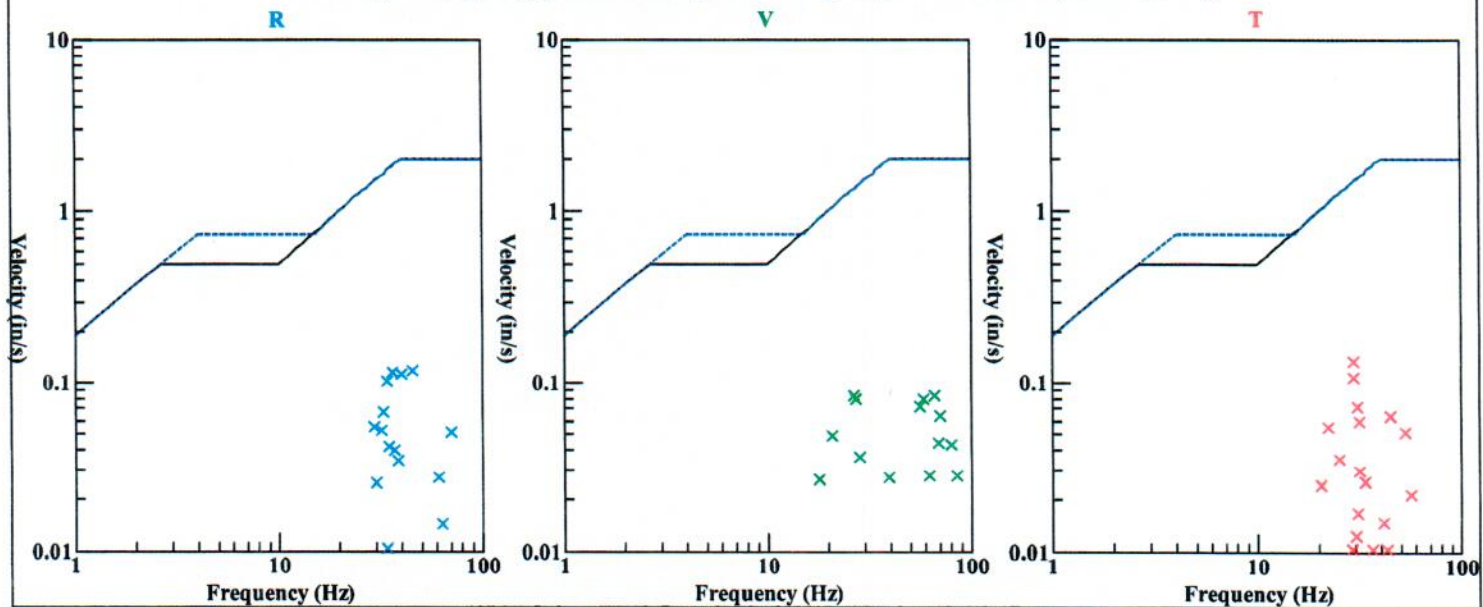 R V T
10 10 10
1 1 1
0.1 0.1 0.1
0.01 0.01 0.01
Velocity (in/s) Velocity (in/s) Velocity (in/s)
1 10 100 1 10 100 1 10 100
Frequency (Hz) Frequency (Hz) Frequency (Hz)